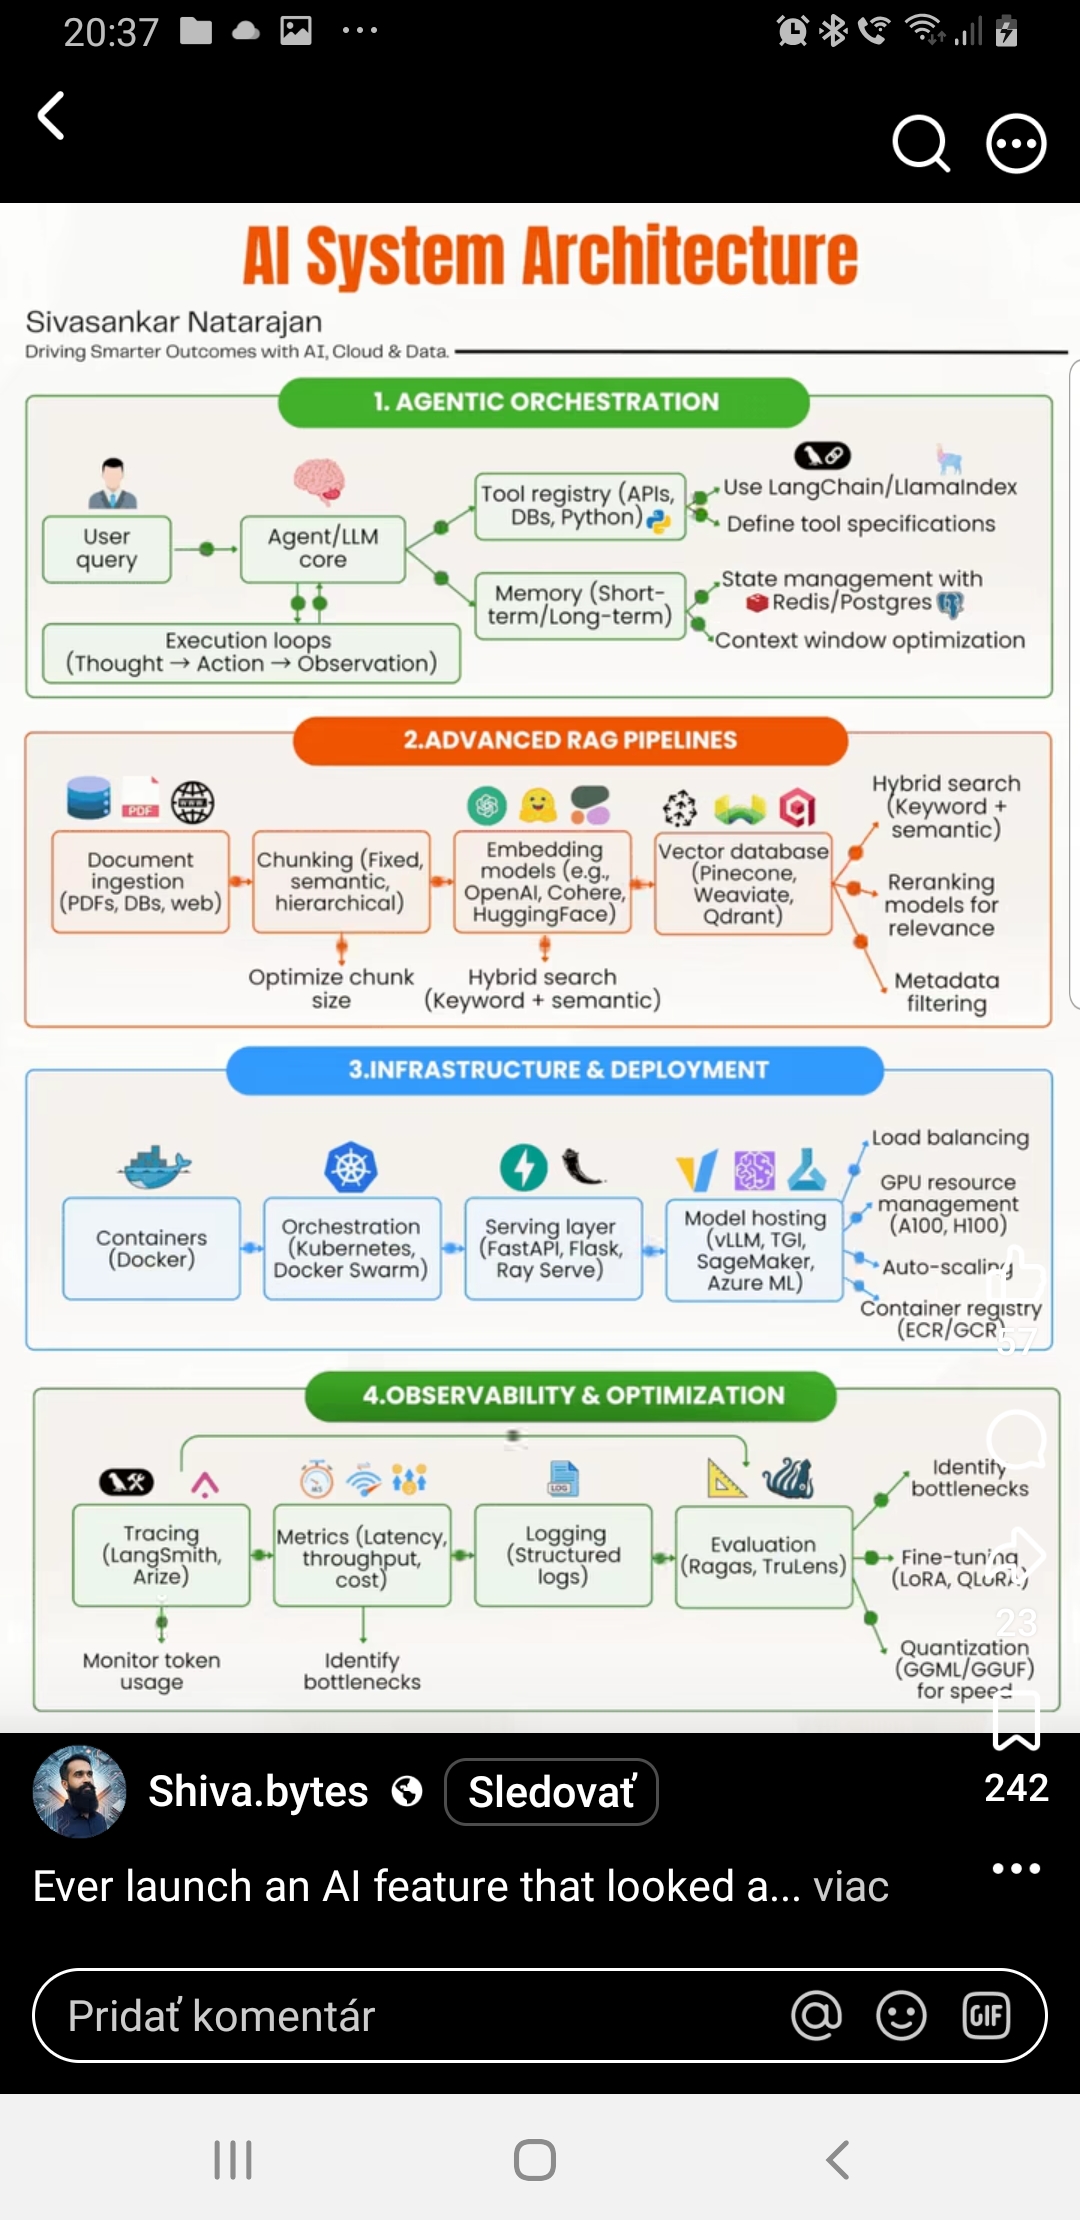 20:37
AI System Architecture
Sivasankar Natarajan
Driving Smarter Outcomes with AI, Cloud & Data.
1. AGENTIC ORCHESTRATION
User
query
Agent/LLM
core
Tool registry (APIs,
DBs, Python)
Use LangChain/LlamaIndex
Define tool specifications
Memory (Short-
term/Long-term)
State management with
Redis/Postgres
Context window optimization
Execution loops
(Thought → Action → Observation)
2.ADVANCED RAG PIPELINES
PDF
WWW
Document
ingestion
(PDFs, DBs, web)
Chunking (Fixed,
semantic,
hierarchical)
Embedding
models (e.g.,
OpenAI, Cohere,
HuggingFace)
Vector database
(Pinecone,
Weaviate,
Qdrant)
Hybrid search
(Keyword +
semantic)
Reranking
models for
relevance
Metadata
filtering
Optimize chunk
size
Hybrid search
(Keyword + semantic)
3.INFRASTRUCTURE & DEPLOYMENT
Containers
(Docker)
Orchestration
(Kubernetes,
Docker Swarm)
Serving layer
(FastAPI, Flask,
Ray Serve)
Model hosting
(vLLM, TGI,
SageMaker,
Azure ML)
Load balancing
GPU resource
management
(A100, H100)
Auto-scaling
Container registry
(ECR/GCR)
57
4.OBSERVABILITY & OPTIMIZATION
MS
LOG
Tracing
(LangSmith,
Arize)
Metrics (Latency,
throughput,
cost)
Logging
(Structured
logs)
Evaluation
(Ragas, TruLens)
Identify
bottlenecks
Fine-tuning
(LoRA, QLoRA)
23
Quantization
(GGML/GGUF)
for speed
Monitor token
usage
Identify
bottlenecks
242
Shiva.bytes
Sledovať
Ever launch an AI feature that looked a... viac
Pridať komentár
GIF